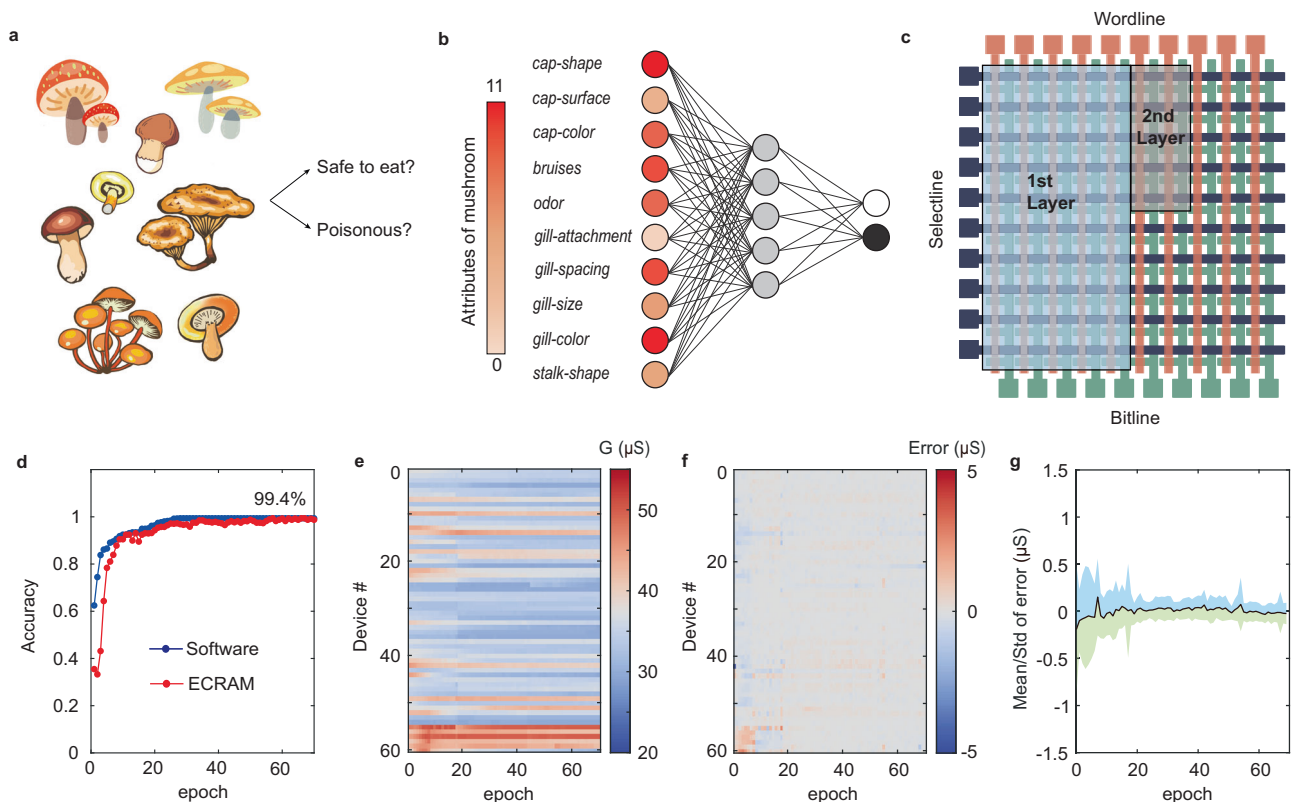 a
Safe to eat?
Poisonous?
b
Attributes of mushroom
11
0
cap-shape
cap-surface
cap-color
bruises
odor
gill-attachment
gill-spacing
gill-size
gill-color
stalk-shape
c
Wordline
Selectline
1st
Layer
2nd
Layer
Bitline
d
99.4%
Accuracy
1
0.8
0.6
0.4
0.2
0
Software
ECRAM
0
20
40
60
epoch
e
G (µS)
Device #
0
20
40
60
0
20
40
60
epoch
50
40
30
20
f
Error (µS)
Device #
0
20
40
60
0
20
40
60
epoch
5
0
-5
g
Mean/Std of error (µS)
1.5
1
0.5
0
-0.5
-1
-1.5
0
20
40
60
epoch